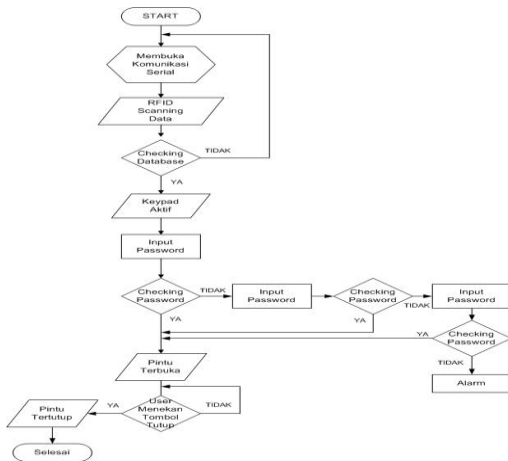 START
Membuka
Komunikasi
Serial
RFID
Scanning
Data
Checking
Database
TIDAK
YA
Keypad
Aktif
Input
Password
Checking
Password
TIDAK
YA
Input
Password
Checking
Password
TIDAK
YA
Input
Password
Checking
Password
YA
TIDAK
Alarm
Pintu
Terbuka
User
Menekan
Tombol
Tutup
TIDAK
YA
Pintu
Tertutup
Selesai